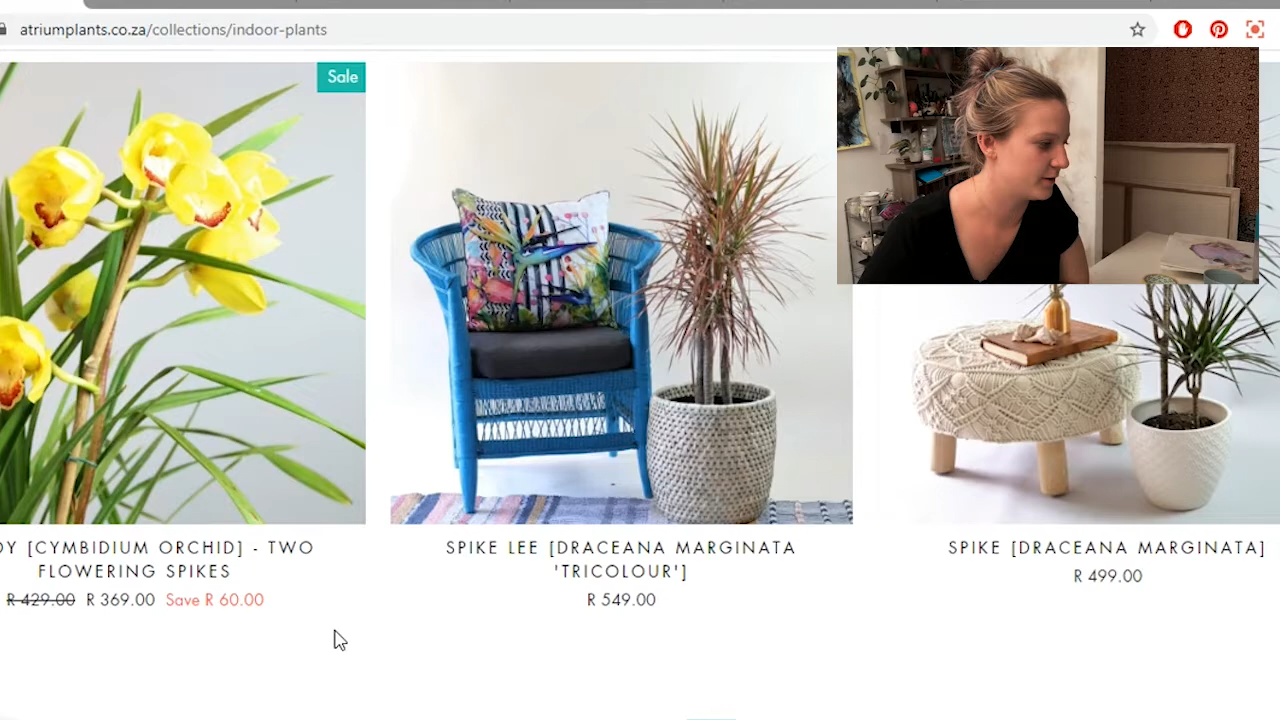 atriumplants.co.za/collections/indoor-plants
Sale
[CYMBIDIUM ORCHID] - TWO
FLOWERING SPIKES
R 429.00 R 369.00 Save R 60.00
SPIKE LEE [DRACEANA MARGINATA
'TRICOLOUR']
R 549.00
SPIKE [DRACEANA MARGINATA]
R 499.00